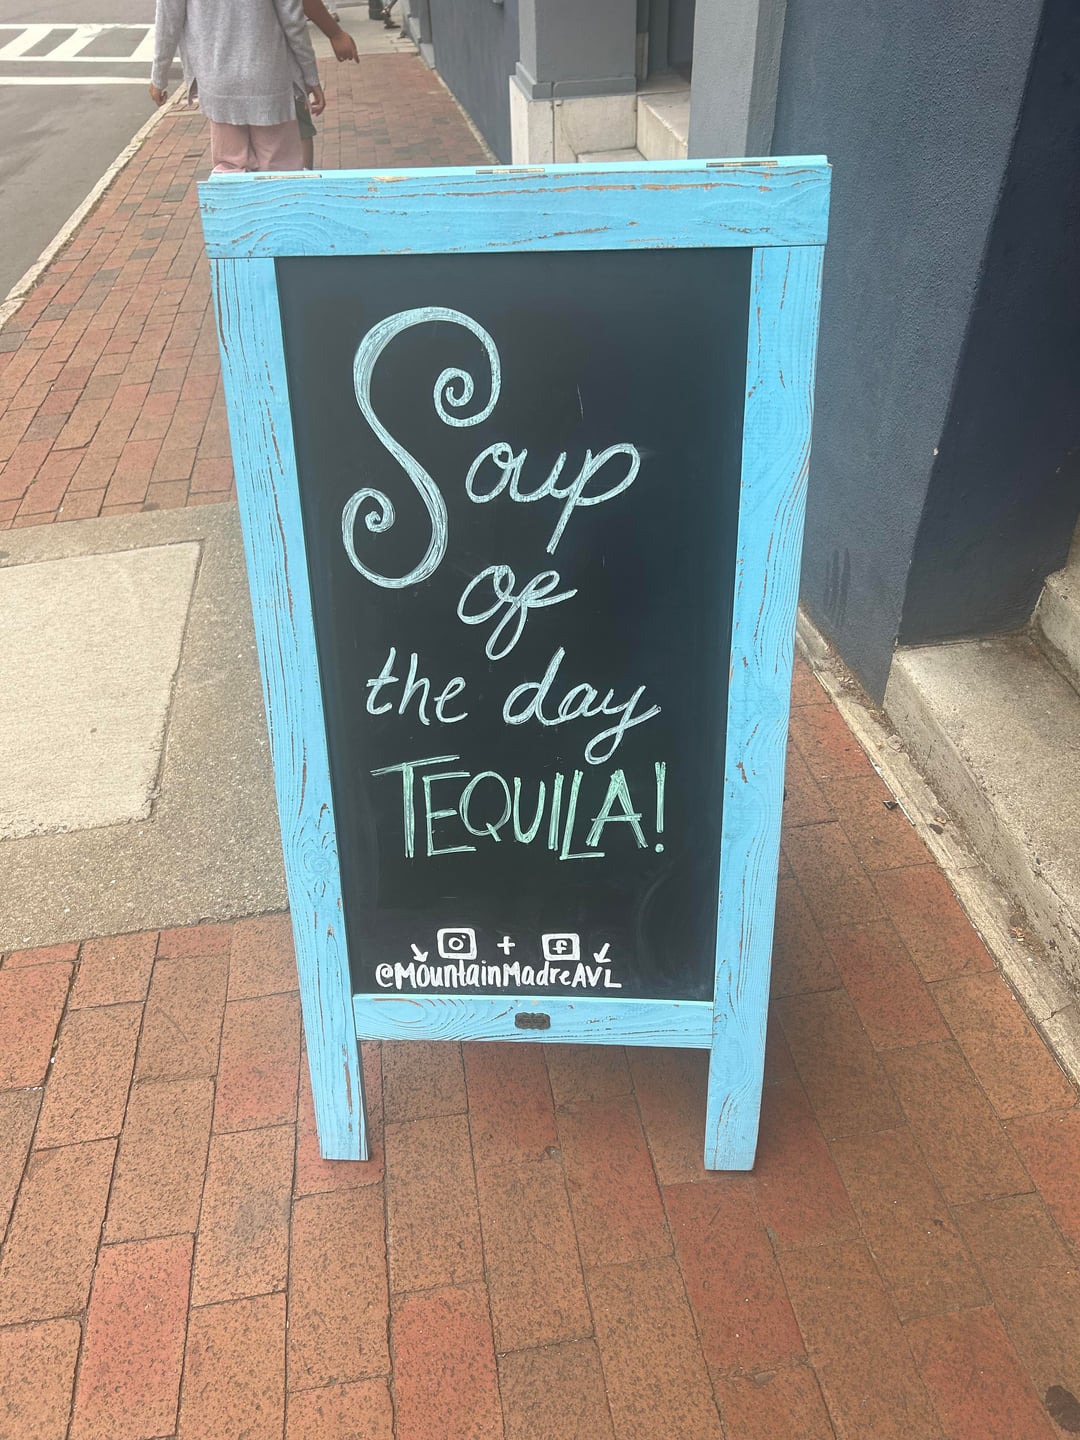 Soup
of
the day
TEQUILA!
+
@MountainMadreAVL